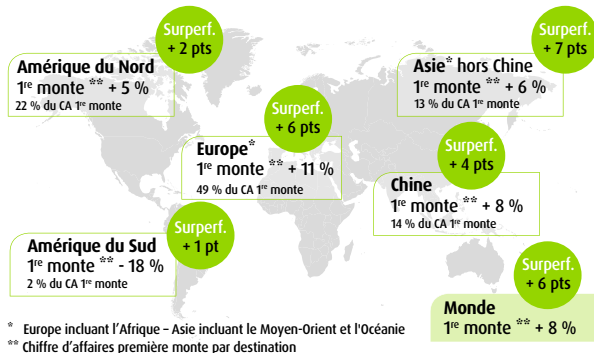 Surperf.
+ 2 pts
Amérique du Nord
1re monte ** + 5 %
22 % du CA 1re monte
Surperf.
+ 7 pts
Asie* hors Chine
1re monte ** + 6 %
13 % du CA 1re monte
Surperf.
+ 6 pts
Europe*
1re monte ** + 11 %
49 % du CA 1re monte
Surperf.
+ 4 pts
Chine
1re monte ** + 8 %
14 % du CA 1re monte
Surperf.
+ 1 pt
Amérique du Sud
1re monte ** - 18 %
2 % du CA 1re monte
Surperf.
+ 6 pts
Monde
1re monte ** + 8 %
* Europe incluant l'Afrique – Asie incluant le Moyen-Orient et l'Océanie
** Chiffre d'affaires première monte par destination